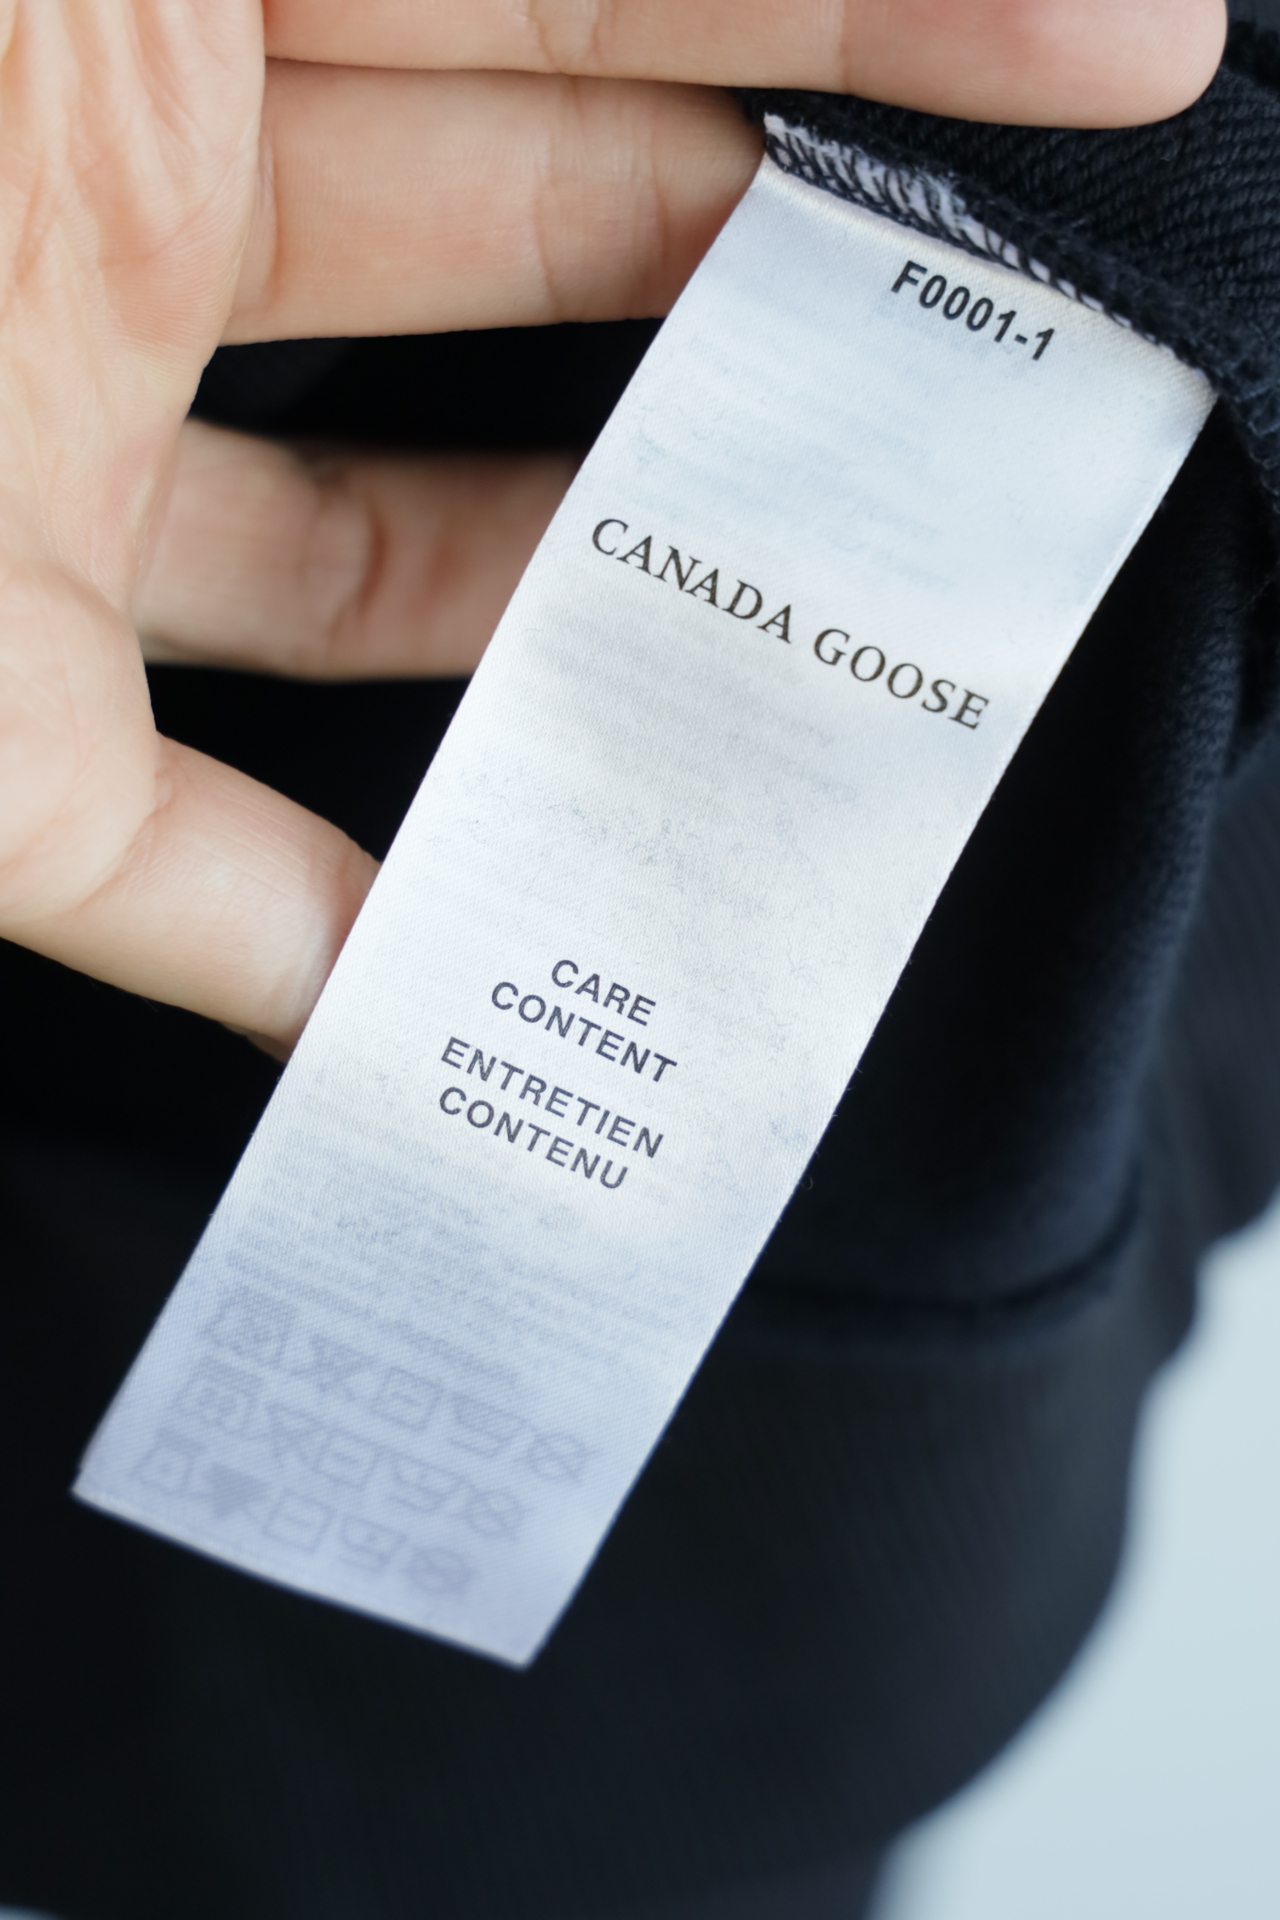 F0001-1
CANADA GOOSE
CARE
CONTENT
ENTRETIEN
CONTENU